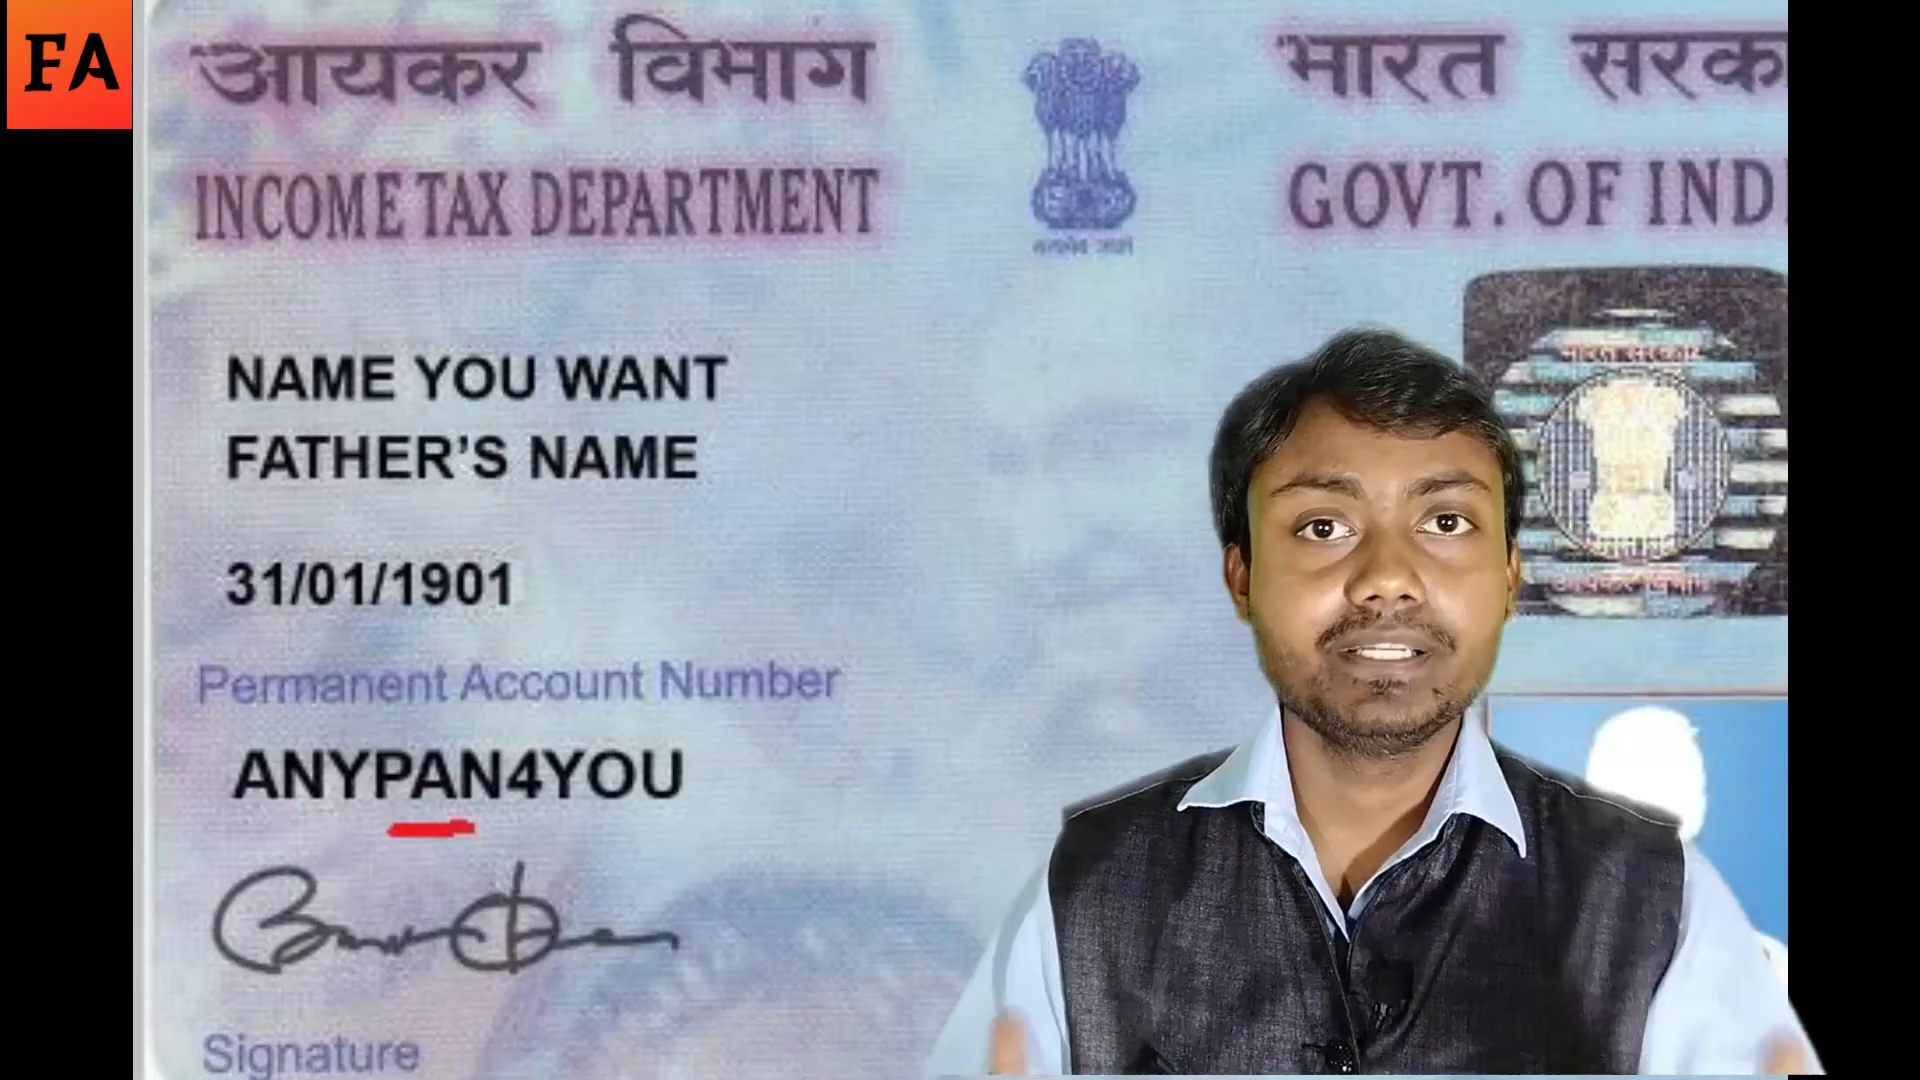 FA
आयकर विभाग
भारत सरका
INCOME TAX DEPARTMENT
GOVT. OF INDI
NAME YOU WANT
FATHER'S NAME
31/01/1901
Permanent Account Number
ANYPAN4YOU
Signature